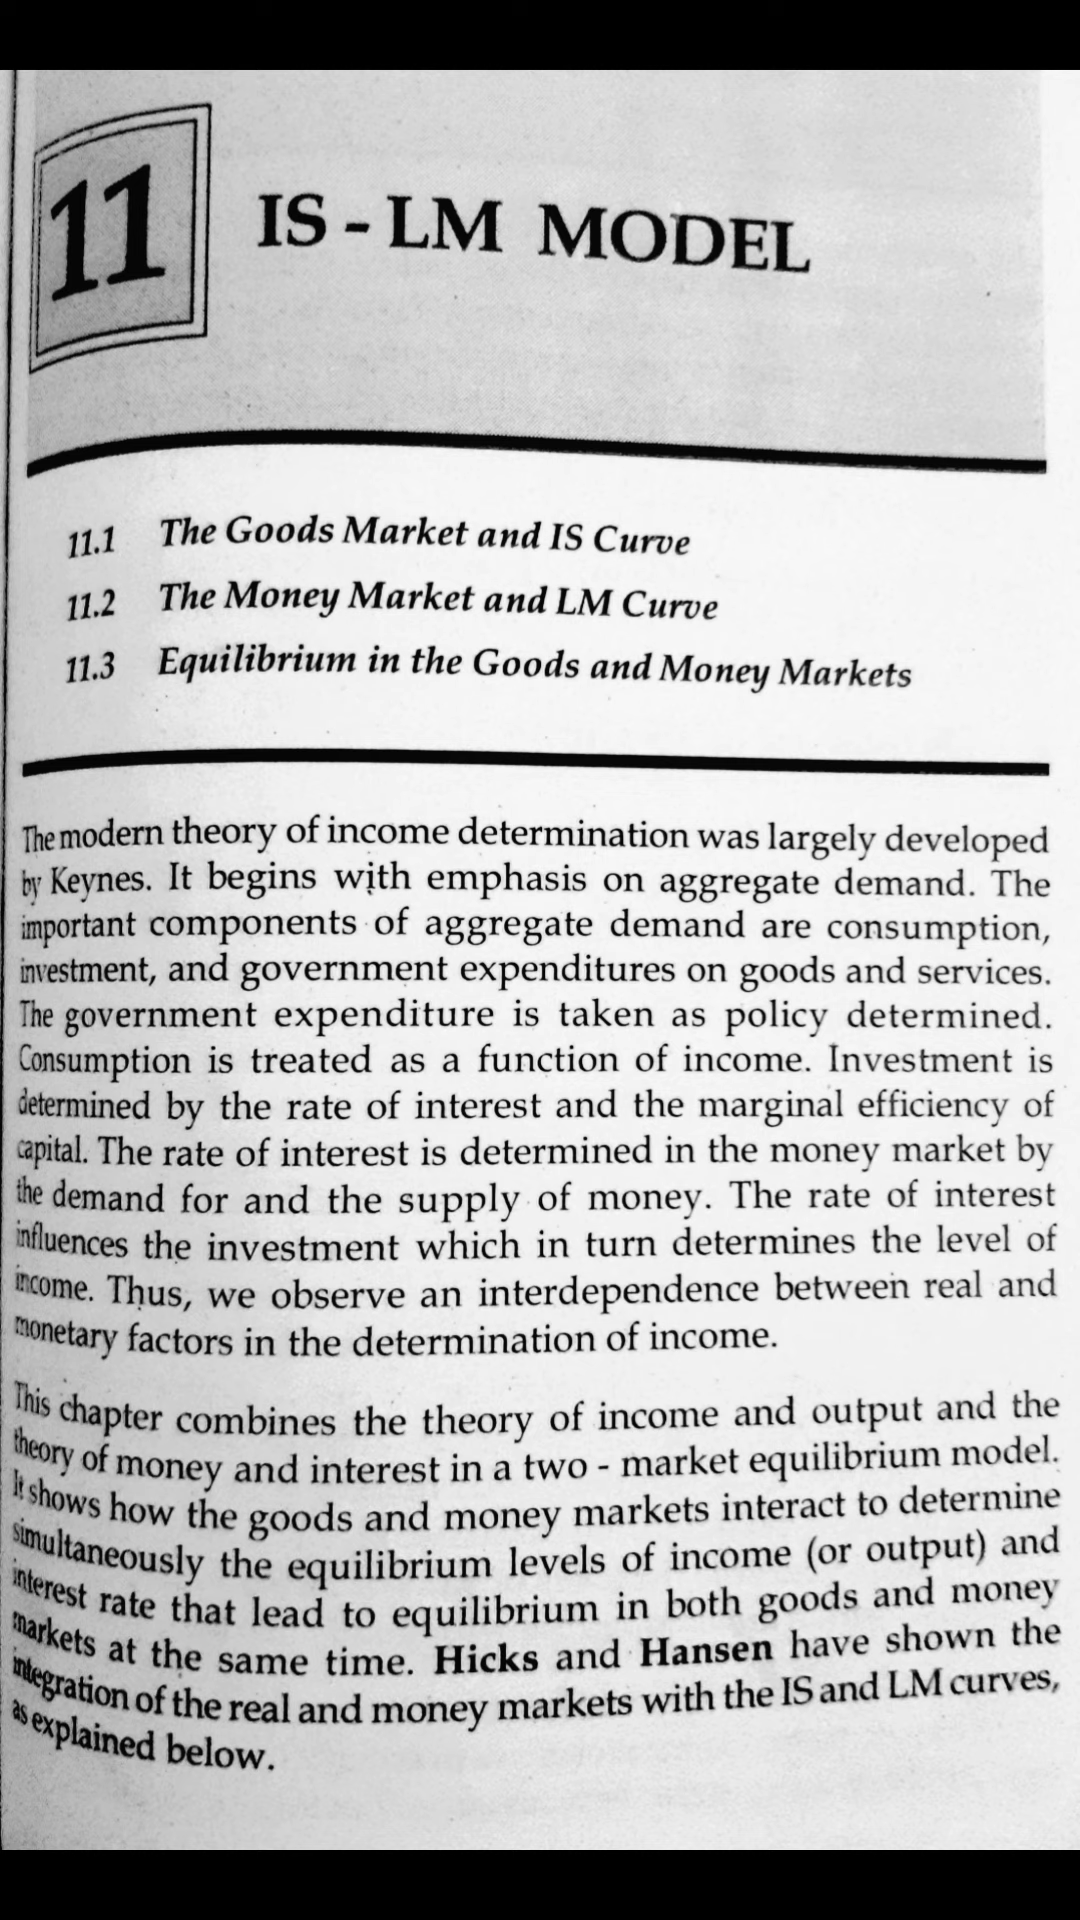 11
IS - LM MODEL
11.1 The Goods Market and IS Curve
11.2 The Money Market and LM Curve
11.3 Equilibrium in the Goods and Money Markets
The modern theory of income determination was largely developed
by Keynes. It begins with emphasis on aggregate demand. The
important components of aggregate demand are consumption,
investment, and government expenditures on goods and services.
The government expenditure is taken as policy determined.
Consumption is treated as a function of income. Investment is
determined by the rate of interest and the marginal efficiency of
capital. The rate of interest is determined in the money market by
the demand for and the supply of money. The rate of interest
influences the investment which in turn determines the level of
income. Thus, we observe an interdependence between real and
monetary factors in the determination of income.
This chapter combines the theory of income and output and the
theory of money and interest in a two - market equilibrium model.
It shows how the goods and money markets interact to determine
simultaneously the equilibrium levels of income (or output) and
interest rate that lead to equilibrium in both goods and money
markets at the same time. Hicks and Hansen have shown the
integration of the real and money markets with the IS and LM curves,
as explained below.